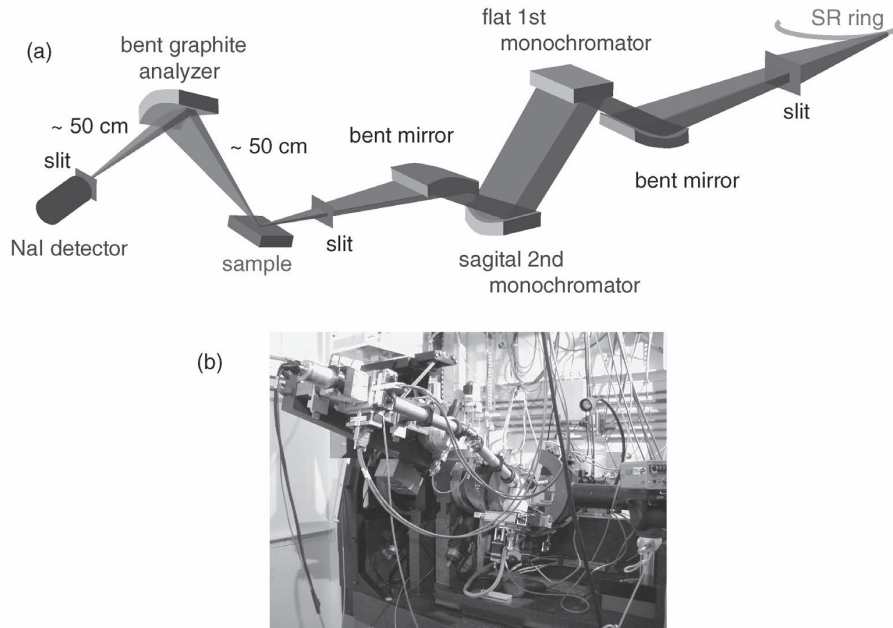 (a)
bent graphite
analyzer
~ 50 cm
slit
NaI detector
~ 50 cm
sample
slit
bent mirror
flat 1st
monochromator
sagital 2nd
monochromator
bent mirror
slit
SR ring
(b)